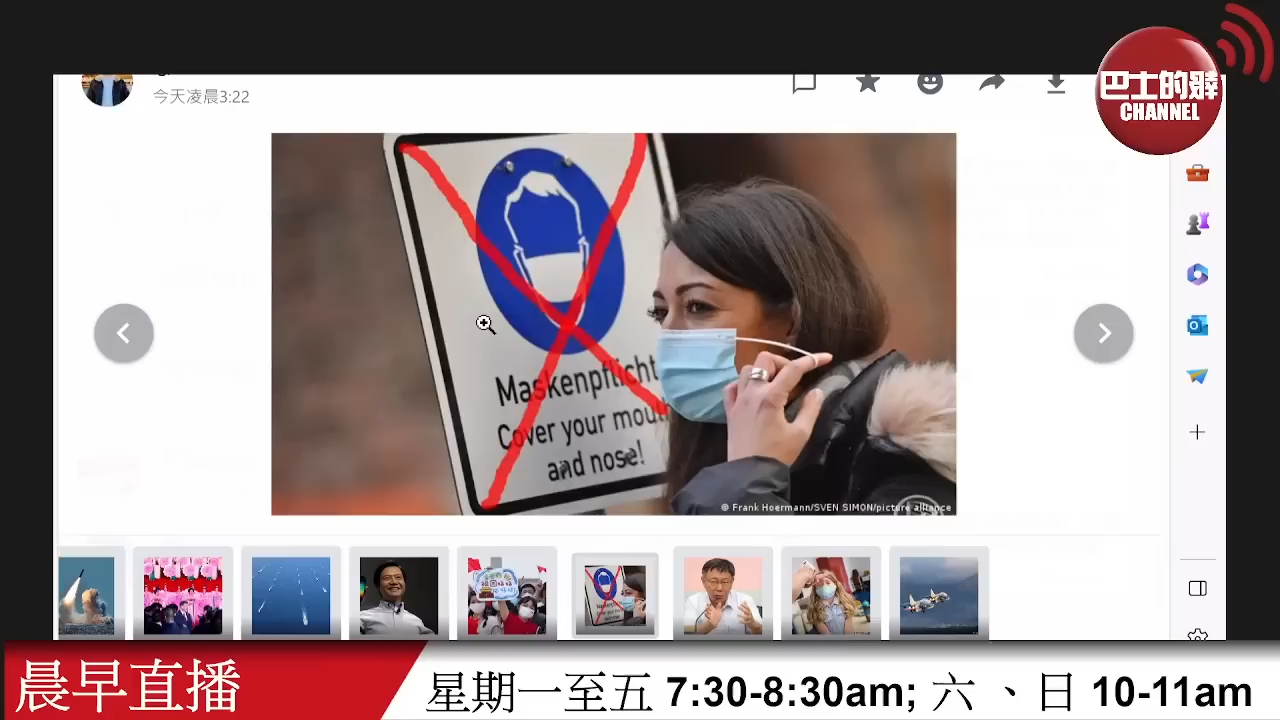 今天凌晨3:22
巴士的報
CHANNEL
Maskenpflicht
Cover your mouth
and nose!
© Frank Hoermann/SVEN SIMON/picture alliance
晨早直播
星期一至五 7:30-8:30am; 六 、日 10-11am